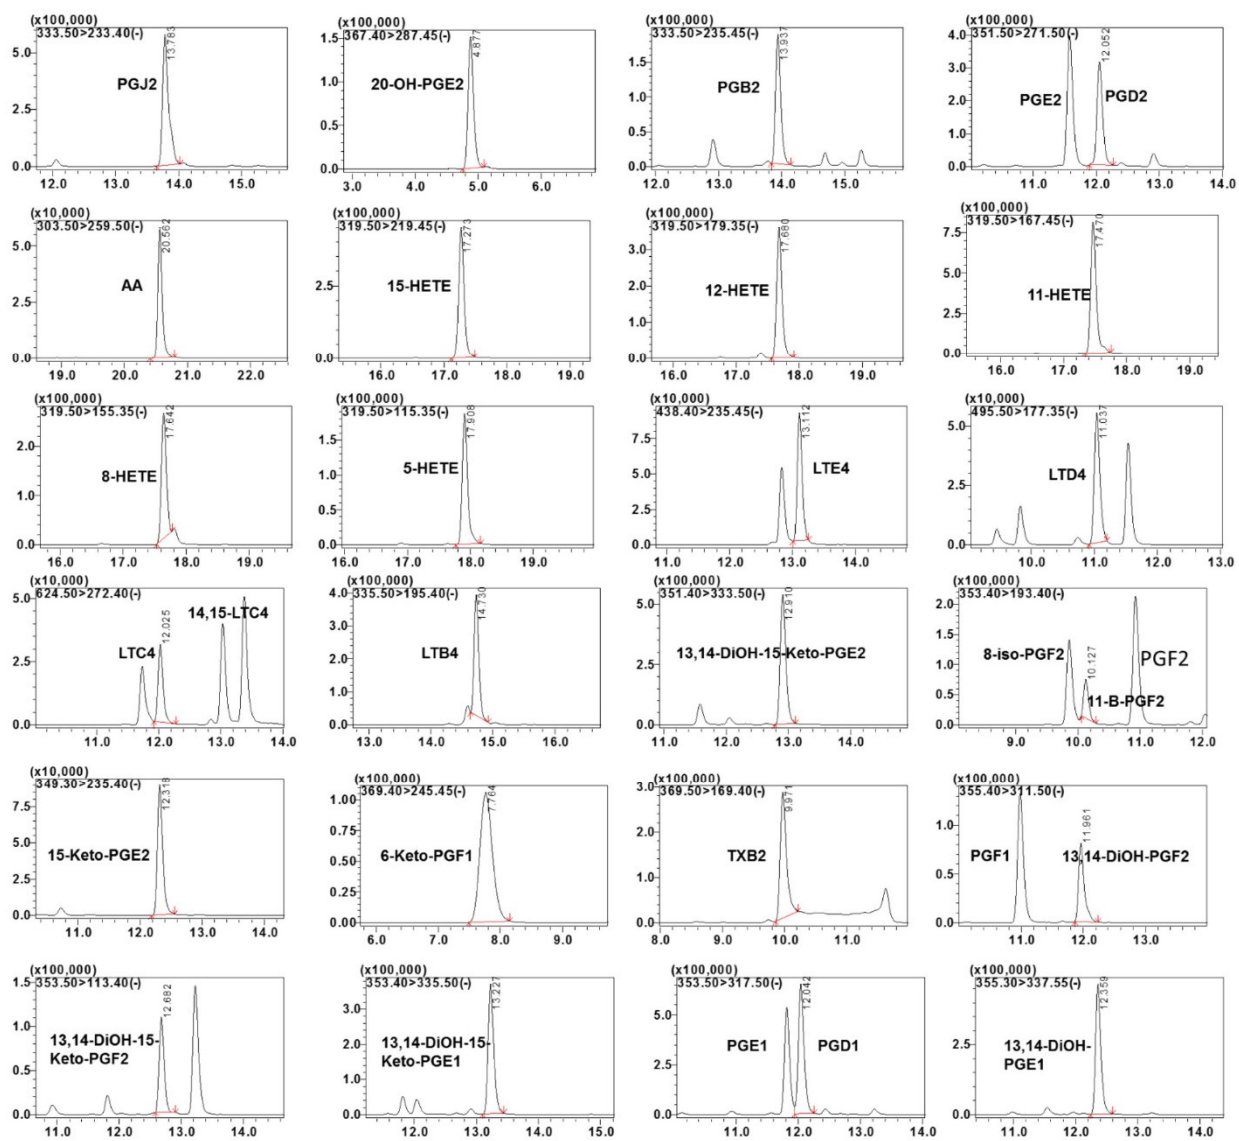 (x100,000)
333.50>233.40(-)
13.783
PGJ2
5.0
2.5
0.0
12.0 13.0 14.0 15.0
(x100,000)
367.40>287.45(-)
4.877
20-OH-PGE2
1.5
1.0
0.5
0.0
3.0 4.0 5.0 6.0
(x100,000)
333.50>235.45(-)
13.937
PGB2
1.5
1.0
0.5
0.0
12.0 13.0 14.0 15.0
(x100,000)
351.50>271.50(-)
12.052
PGE2 PGD2
4.0
3.0
2.0
1.0
0.0
11.0 12.0 13.0 14.0
(x10,000)
303.50>259.50(-)
20.562
AA
5.0
2.5
0.0
19.0 20.0 21.0 22.0
(x100,000)
319.50>219.45(-)
17.273
15-HETE
2.5
0.0
16.0 17.0 18.0 19.0
(x100,000)
319.50>179.35(-)
17.680
12-HETE
3.0
2.0
1.0
0.0
16.0 17.0 18.0 19.0
(x100,000)
319.50>167.45(-)
17.470
11-HETE
7.5
5.0
2.5
0.0
16.0 17.0 18.0 19.0
(x100,000)
319.50>155.35(-)
17.642
8-HETE
2.0
1.0
0.0
16.0 17.0 18.0 19.0
(x100,000)
319.50>115.35(-)
17.908
5-HETE
1.5
1.0
0.5
0.0
16.0 17.0 18.0 19.0
(x10,000)
438.40>235.45(-)
13.112
LTE4
7.5
5.0
2.5
0.0
11.0 12.0 13.0 14.0
(x10,000)
495.50>177.35(-)
11.037
LTD4
5.0
2.5
0.0
10.0 11.0 12.0 13.0
(x10,000)
624.50>272.40(-)
12.025
14,15-LTC4
LTC4
5.0
2.5
0.0
11.0 12.0 13.0 14.0
(x100,000)
335.50>195.40(-)
14.730
LTB4
4.0
3.0
2.0
1.0
0.0
13.0 14.0 15.0 16.0
(x100,000)
351.40>333.50(-)
12.910
13,14-DiOH-15-Keto-PGE2
5.0
2.5
0.0
11.0 12.0 13.0 14.0
(x100,000)
353.40>193.40(-)
10.127
8-iso-PGF2 PGF2
11-B-PGF2
2.0
1.5
1.0
0.5
0.0
9.0 10.0 11.0 12.0
(x10,000)
349.30>235.40(-)
12.318
15-Keto-PGE2
7.5
5.0
2.5
0.0
11.0 12.0 13.0 14.0
(x100,000)
369.40>245.45(-)
7.764
6-Keto-PGF1
1.00
0.75
0.50
0.25
0.00
6.0 7.0 8.0 9.0
(x100,000)
369.50>169.40(-)
9.971
TXB2
3.0
2.0
1.0
0.0
8.0 9.0 10.0 11.0
(x100,000)
355.40>311.50(-)
11.961
PGF1 13,14-DiOH-PGF2
1.0
0.5
0.0
11.0 12.0 13.0
(x100,000)
353.50>113.40(-)
12.682
13,14-DiOH-15-
Keto-PGF2
1.5
1.0
0.5
0.0
11.0 12.0 13.0 14.0
(x100,000)
353.40>335.50(-)
13.227
13,14-DiOH-15-
Keto-PGE1
3.0
2.0
1.0
0.0
12.0 13.0 14.0 15.0
(x100,000)
353.50>317.50(-)
12.042
PGE1 PGD1
5.0
2.5
0.0
11.0 12.0 13.0 14.0
(x100,000)
355.30>337.55(-)
12.359
13,14-DiOH-
PGE1
2.5
0.0
11.0 12.0 13.0 14.0